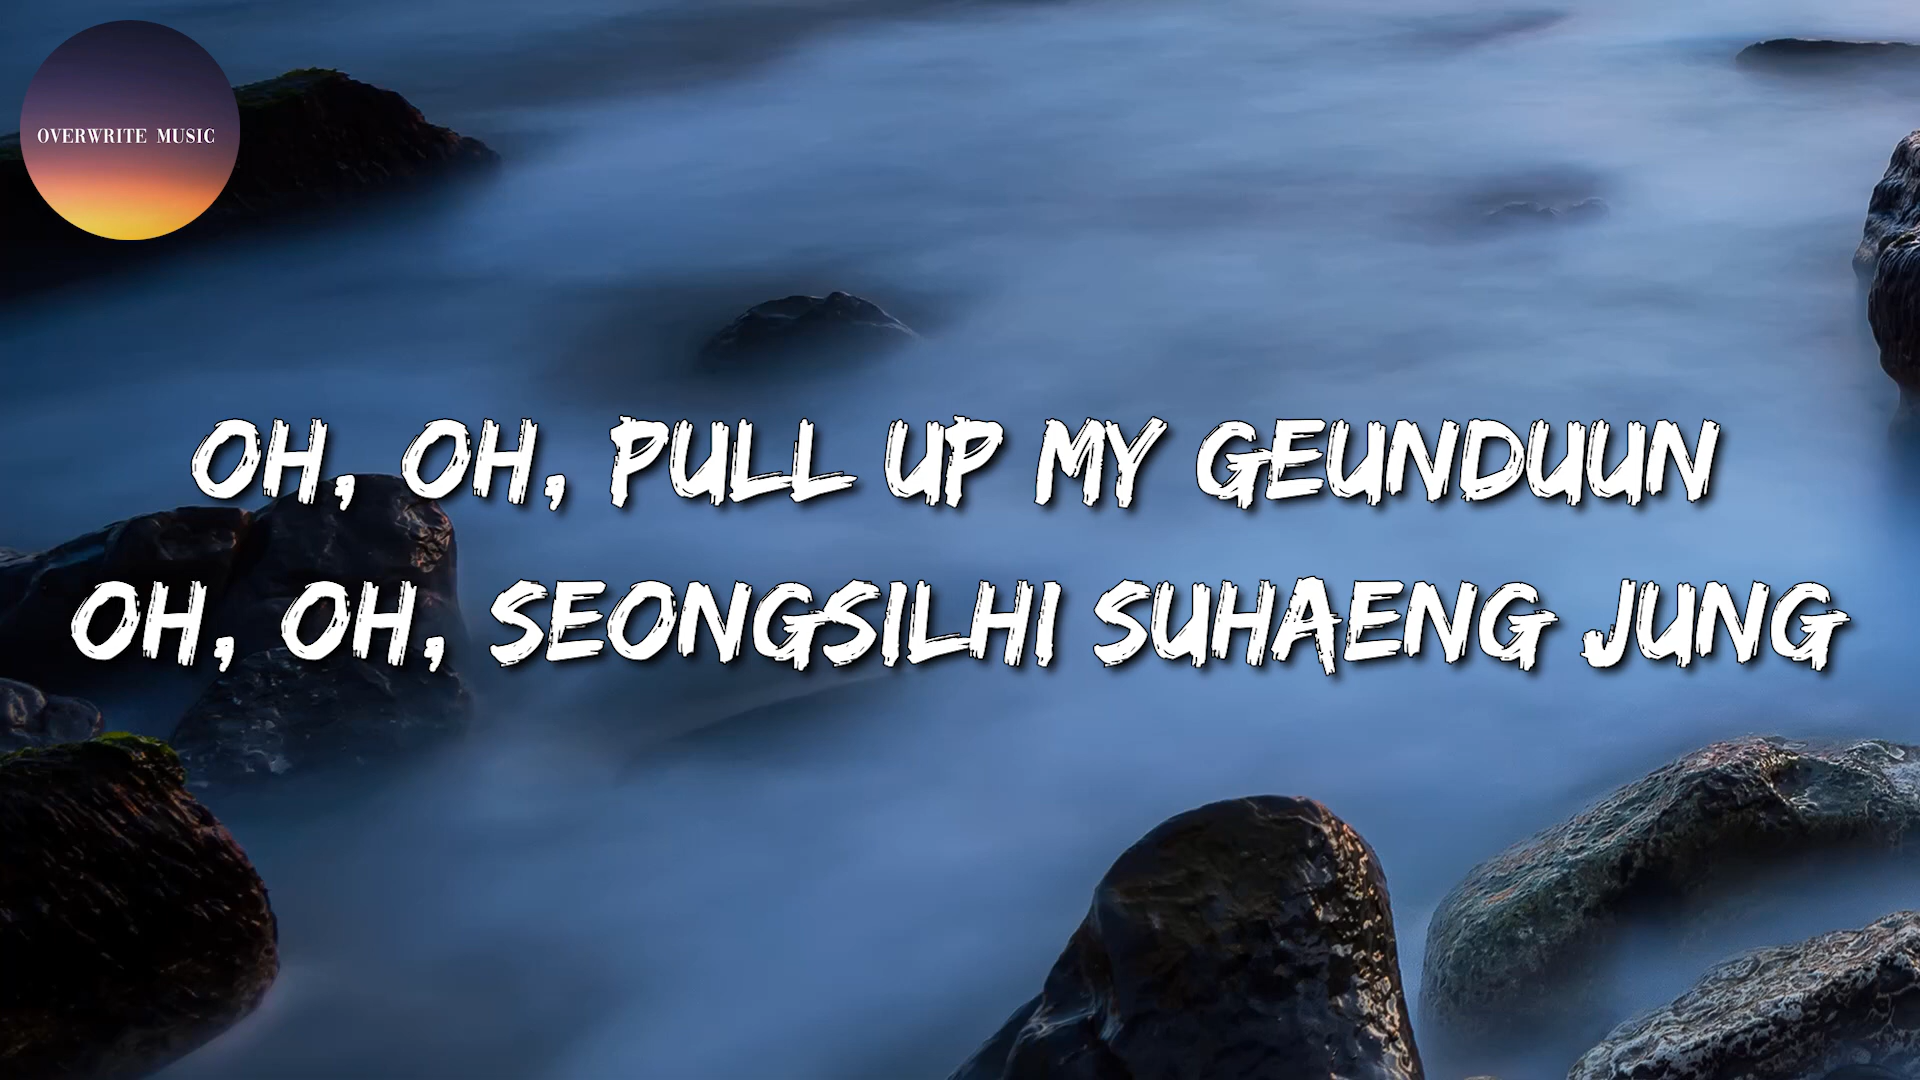 OVERWRITE MUSIC
OH, OH, PULL UP MY GEUNDUUN
OH, OH, SEONGSILHI SUHAENG JUNG